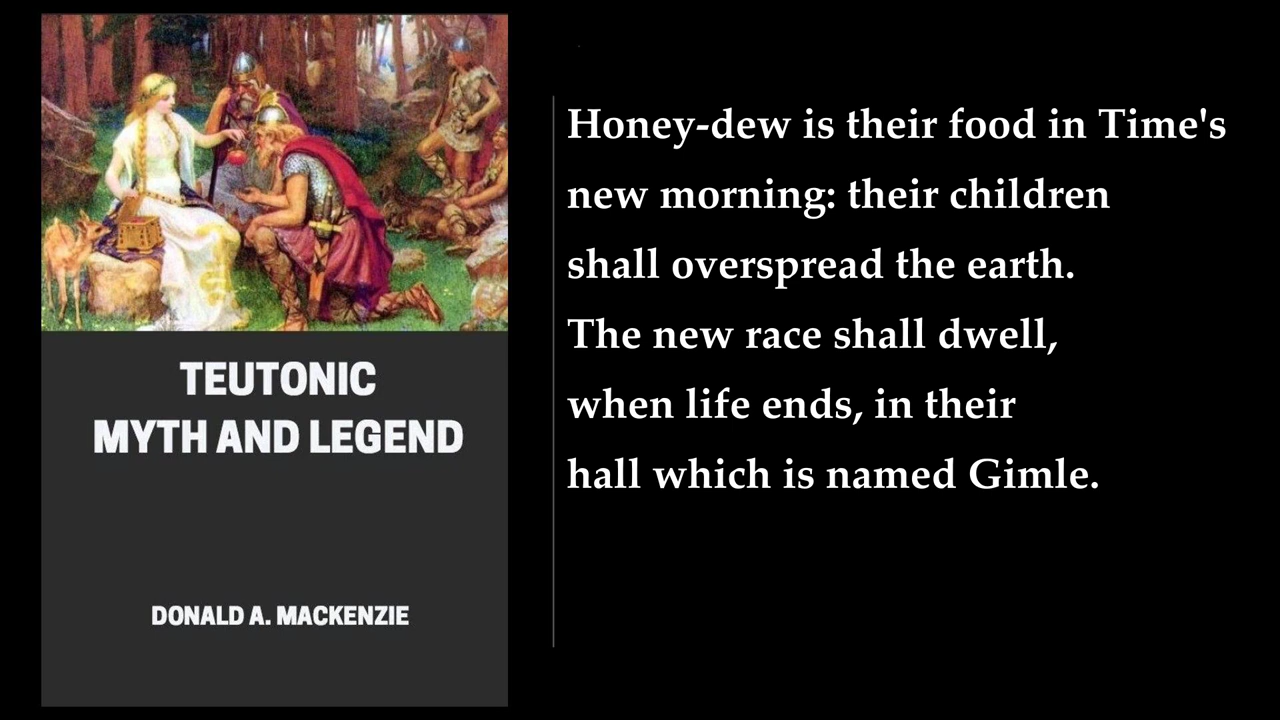 TEUTONIC
MYTH AND LEGEND
DONALD A. MACKENZIE
Honey-dew is their food in Time's
new morning: their children
shall overspread the earth.
The new race shall dwell,
when life ends, in their
hall which is named Gimle.